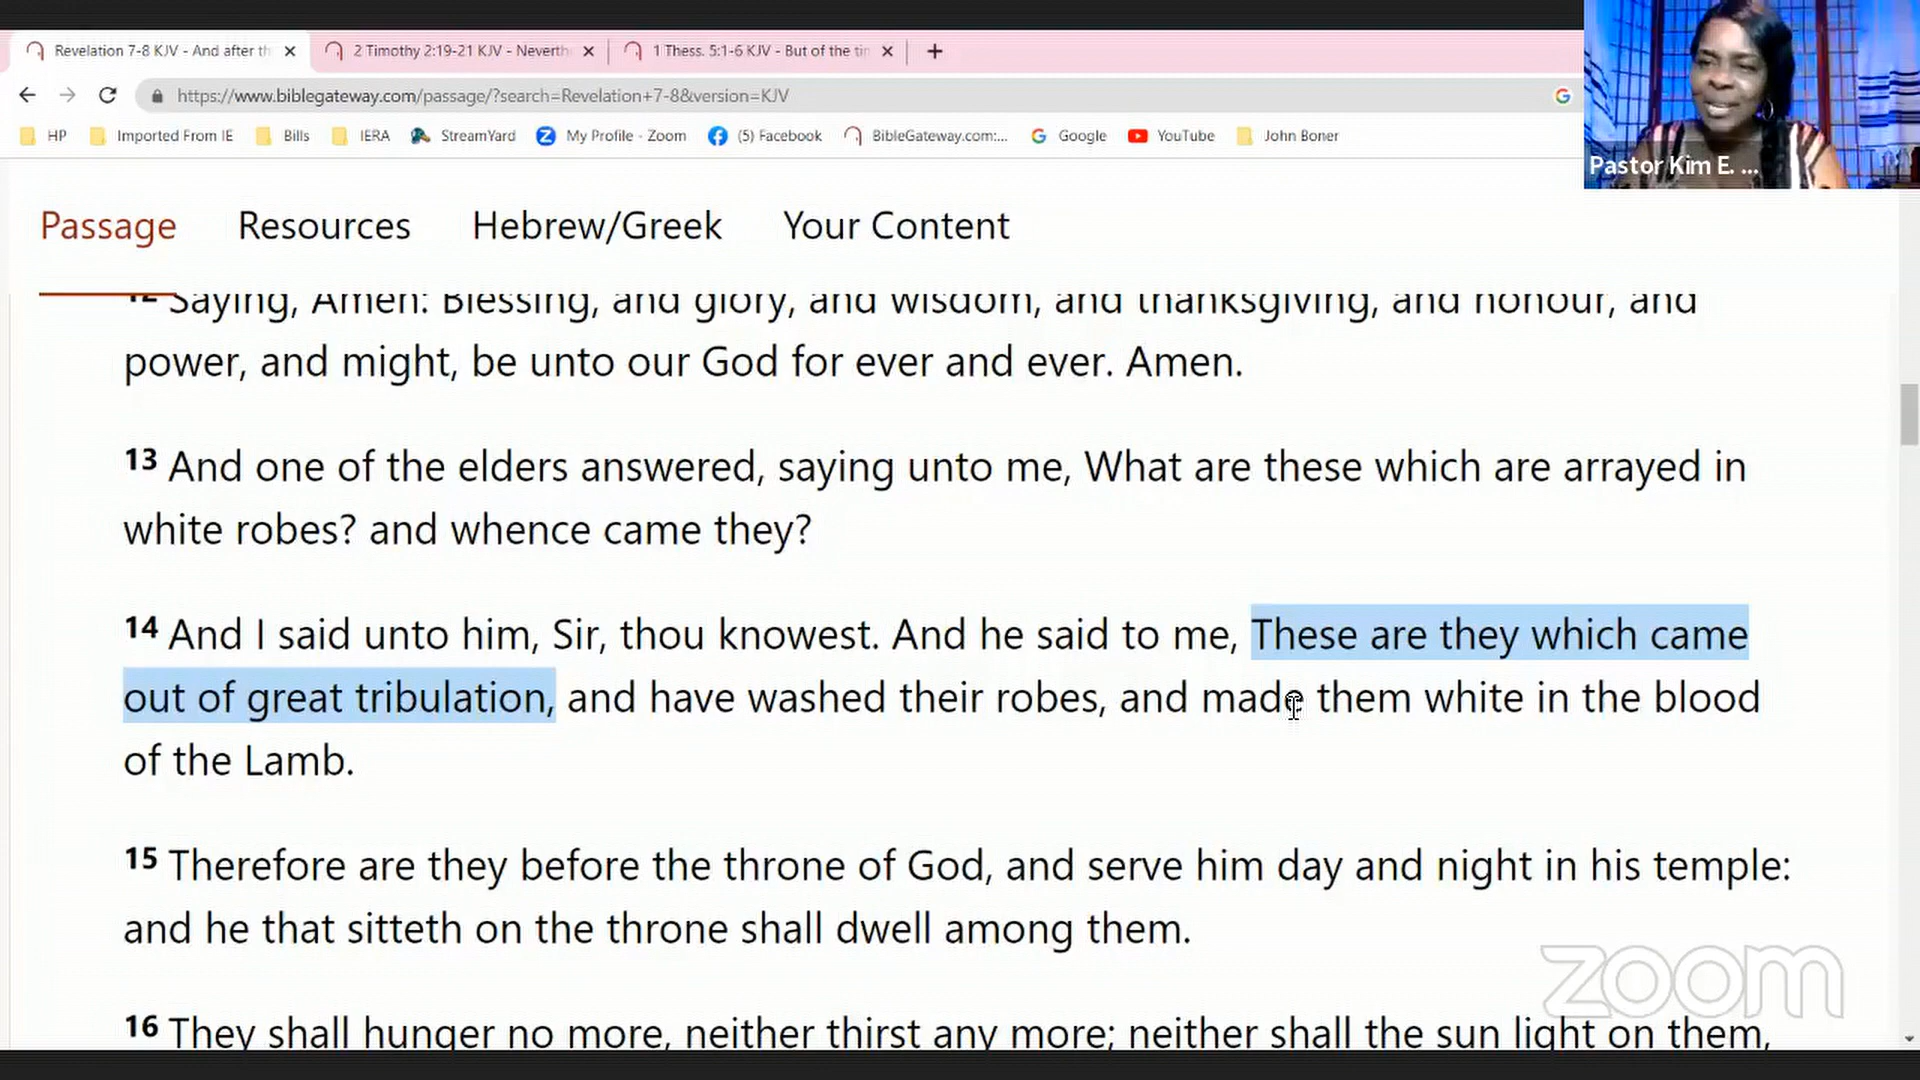 Revelation 7-8 KJV - And after th
2 Timothy 2:19-21 KJV - Neverth
1 Thess. 5:1-6 KJV - But of the tim
https://www.biblegateway.com/passage/?search=Revelation+7-8&version=KJV
HP Imported From IE Bills IERA StreamYard My Profile - Zoom (5) Facebook BibleGateway.com:... Google YouTube John Boner
Pastor Kim E. ...
Passage Resources Hebrew/Greek Your Content
12 Saying, Amen: Blessing, and glory, and wisdom, and thanksgiving, and honour, and
power, and might, be unto our God for ever and ever. Amen.
13 And one of the elders answered, saying unto me, What are these which are arrayed in
white robes? and whence came they?
14 And I said unto him, Sir, thou knowest. And he said to me, These are they which came
out of great tribulation, and have washed their robes, and made them white in the blood
of the Lamb.
15 Therefore are they before the throne of God, and serve him day and night in his temple:
and he that sitteth on the throne shall dwell among them.
16 They shall hunger no more, neither thirst any more; neither shall the sun light on them,
zoom